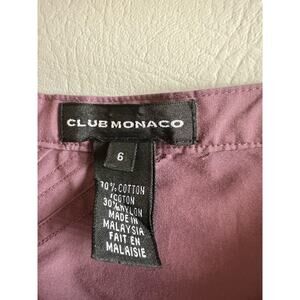 CLUB MONACO
6
70% COTTON
COTON
30% NYLON
MADE IN
MALAYSIA
FAIT EN
MALAISIE